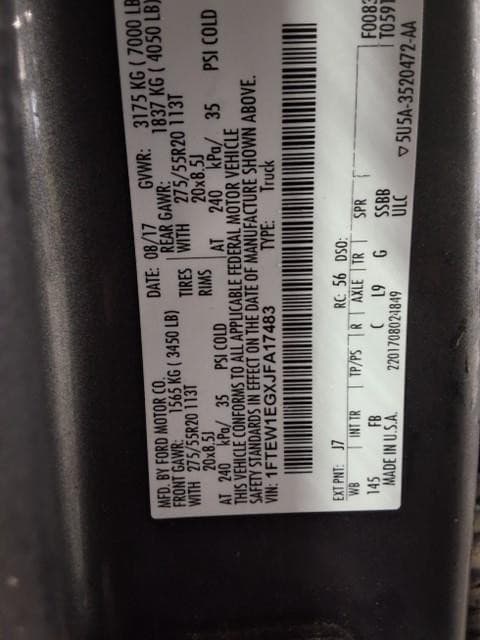 MFD. BY FORD MOTOR CO. DATE: 08/17 GVWR: 3175 KG ( 7000 LB
FRONT GAWR: 1565 KG ( 3450 LB) REAR GAWR: 1837 KG ( 4050 LB)
WITH 275/55R20 113T TIRES WITH 275/55R20 113T
20x8.5J RIMS 20x8.5J
AT 240 kPa/ 35 PSI COLD AT 240 kPa/ 35 PSI COLD
THIS VEHICLE CONFORMS TO ALL APPLICABLE FEDERAL MOTOR VEHICLE
SAFETY STANDARDS IN EFFECT ON THE DATE OF MANUFACTURE SHOWN ABOVE.
VIN: 1FTEW1EGXJFA17483 TYPE: Truck
F0083
T0591
EXT PNT: J7 RC: 56 DSO:
WB INT TR TP/PS R AXLE TR SPR
145 FB C L9 G SSBB
ULC
MADE IN U.S.A. 2201708024849
▽ 5U5A-3520472-AA